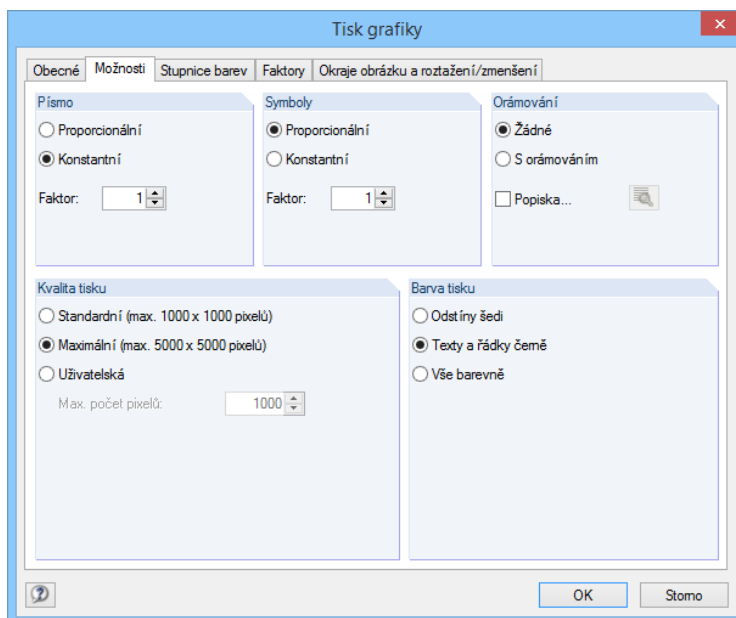 Tisk grafiky
Obecné Možnosti Stupnice barev Faktory Okraje obrázku a roztažení/zmenšení
Písmo
Proporcionální
Konstantní
Faktor: 1
Symboly
Proporcionální
Konstantní
Faktor: 1
Orámování
Žádné
S orámováním
Popiska...
Kvalita tisku
Standardní (max. 1000 x 1000 pixelů)
Maximální (max. 5000 x 5000 pixelů)
Uživatelská
Max. počet pixelů: 1000
Barva tisku
Odstíny šedi
Texty a řádky černě
Vše barevně
OK Storno